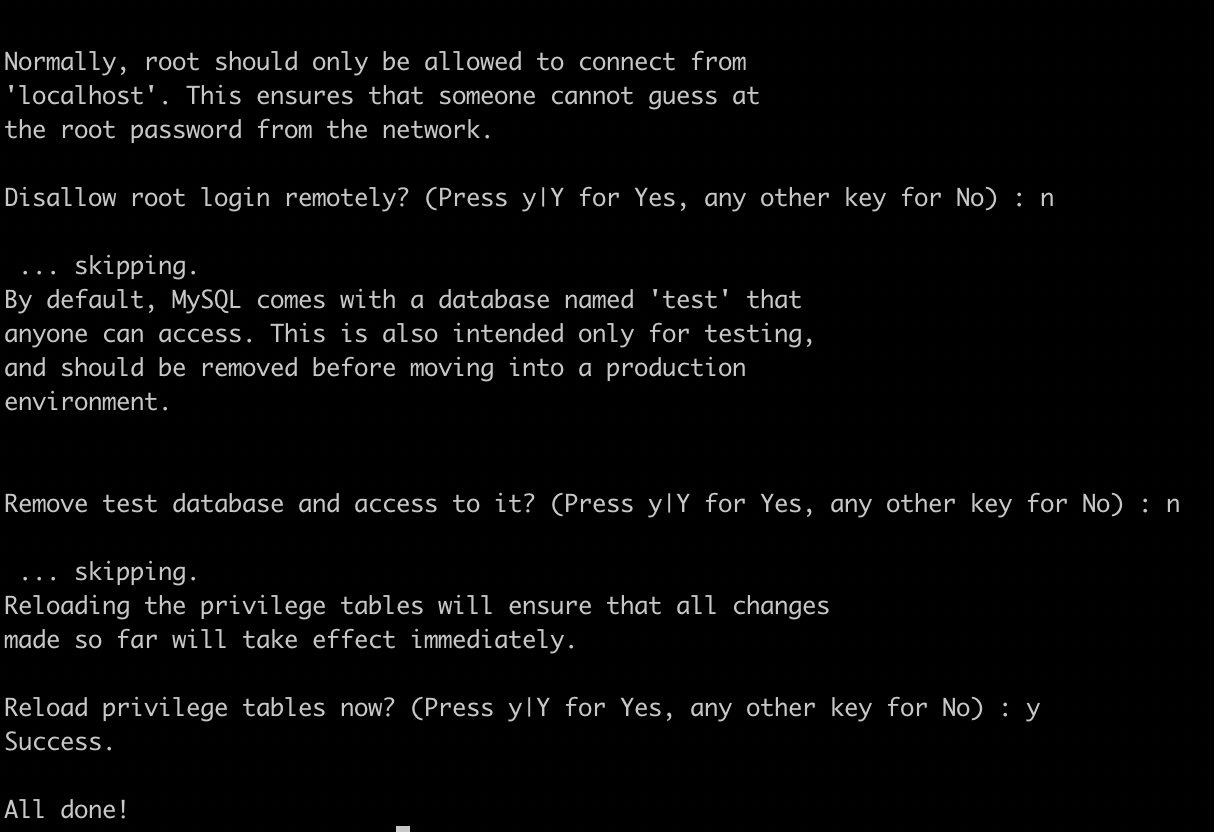 Normally, root should only be allowed to connect from
'localhost'. This ensures that someone cannot guess at
the root password from the network.
Disallow root login remotely? (Press y|Y for Yes, any other key for No) : n
... skipping.
By default, MySQL comes with a database named 'test' that
anyone can access. This is also intended only for testing,
and should be removed before moving into a production
environment.
Remove test database and access to it? (Press y|Y for Yes, any other key for No) : n
... skipping.
Reloading the privilege tables will ensure that all changes
made so far will take effect immediately.
Reload privilege tables now? (Press y|Y for Yes, any other key for No) : y
Success.
All done!